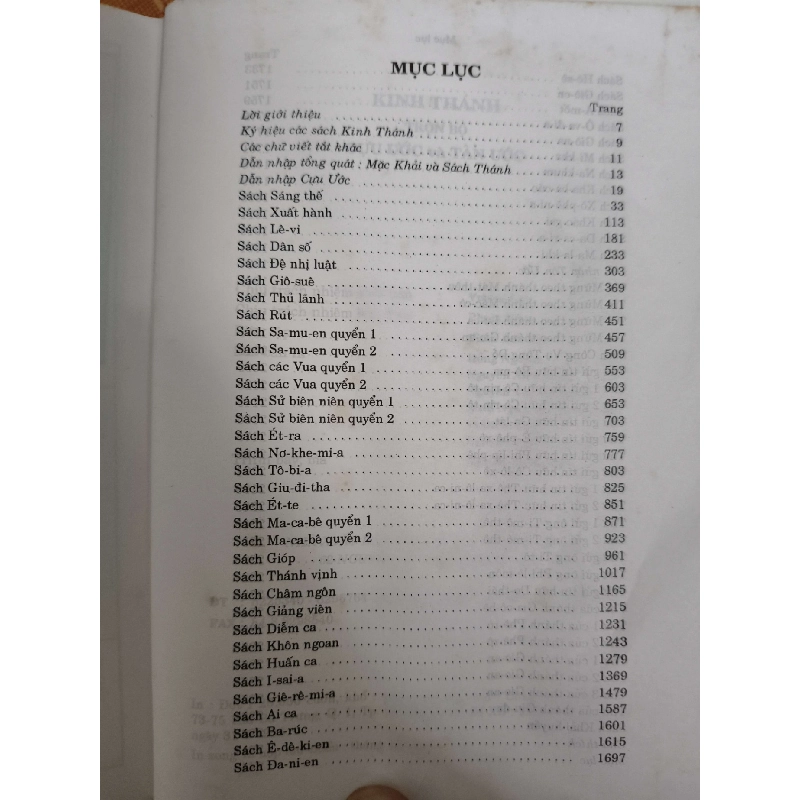 MỤC LỤC
Trang
Lời giới thiệu 7
Ký hiệu các sách Kinh Thánh 9
Các chữ viết tắt khác 11
Dẫn nhập tổng quát : Mạc Khải và Sách Thánh 13
Dẫn nhập Cựu Ước 19
Sách Sáng thế 33
Sách Xuất hành 113
Sách Lê-vi 181
Sách Dân số 233
Sách Đệ nhị luật 303
Sách Giô-suê 369
Sách Thủ lãnh 411
Sách Rút 451
Sách Sa-mu-en quyển 1 457
Sách Sa-mu-en quyển 2 509
Sách các Vua quyển 1 553
Sách các Vua quyển 2 603
Sách Sử biên niên quyển 1 653
Sách Sử biên niên quyển 2 703
Sách Ét-ra 759
Sách Nơ-khe-mi-a 777
Sách Tô-bi-a 803
Sách Giu-đi-tha 825
Sách Ét-te 851
Sách Ma-ca-bê quyển 1 871
Sách Ma-ca-bê quyển 2 923
Sách Gióp 961
Sách Thánh vịnh 1017
Sách Châm ngôn 1165
Sách Giảng viên 1215
Sách Diễm ca 1231
Sách Khôn ngoan 1243
Sách Huấn ca 1279
Sách I-sai-a 1369
Sách Giê-rê-mi-a 1479
Sách Ai ca 1587
Sách Ba-rúc 1601
Sách Ê-dê-ki-en 1615
Sách Đa-ni-en 1697